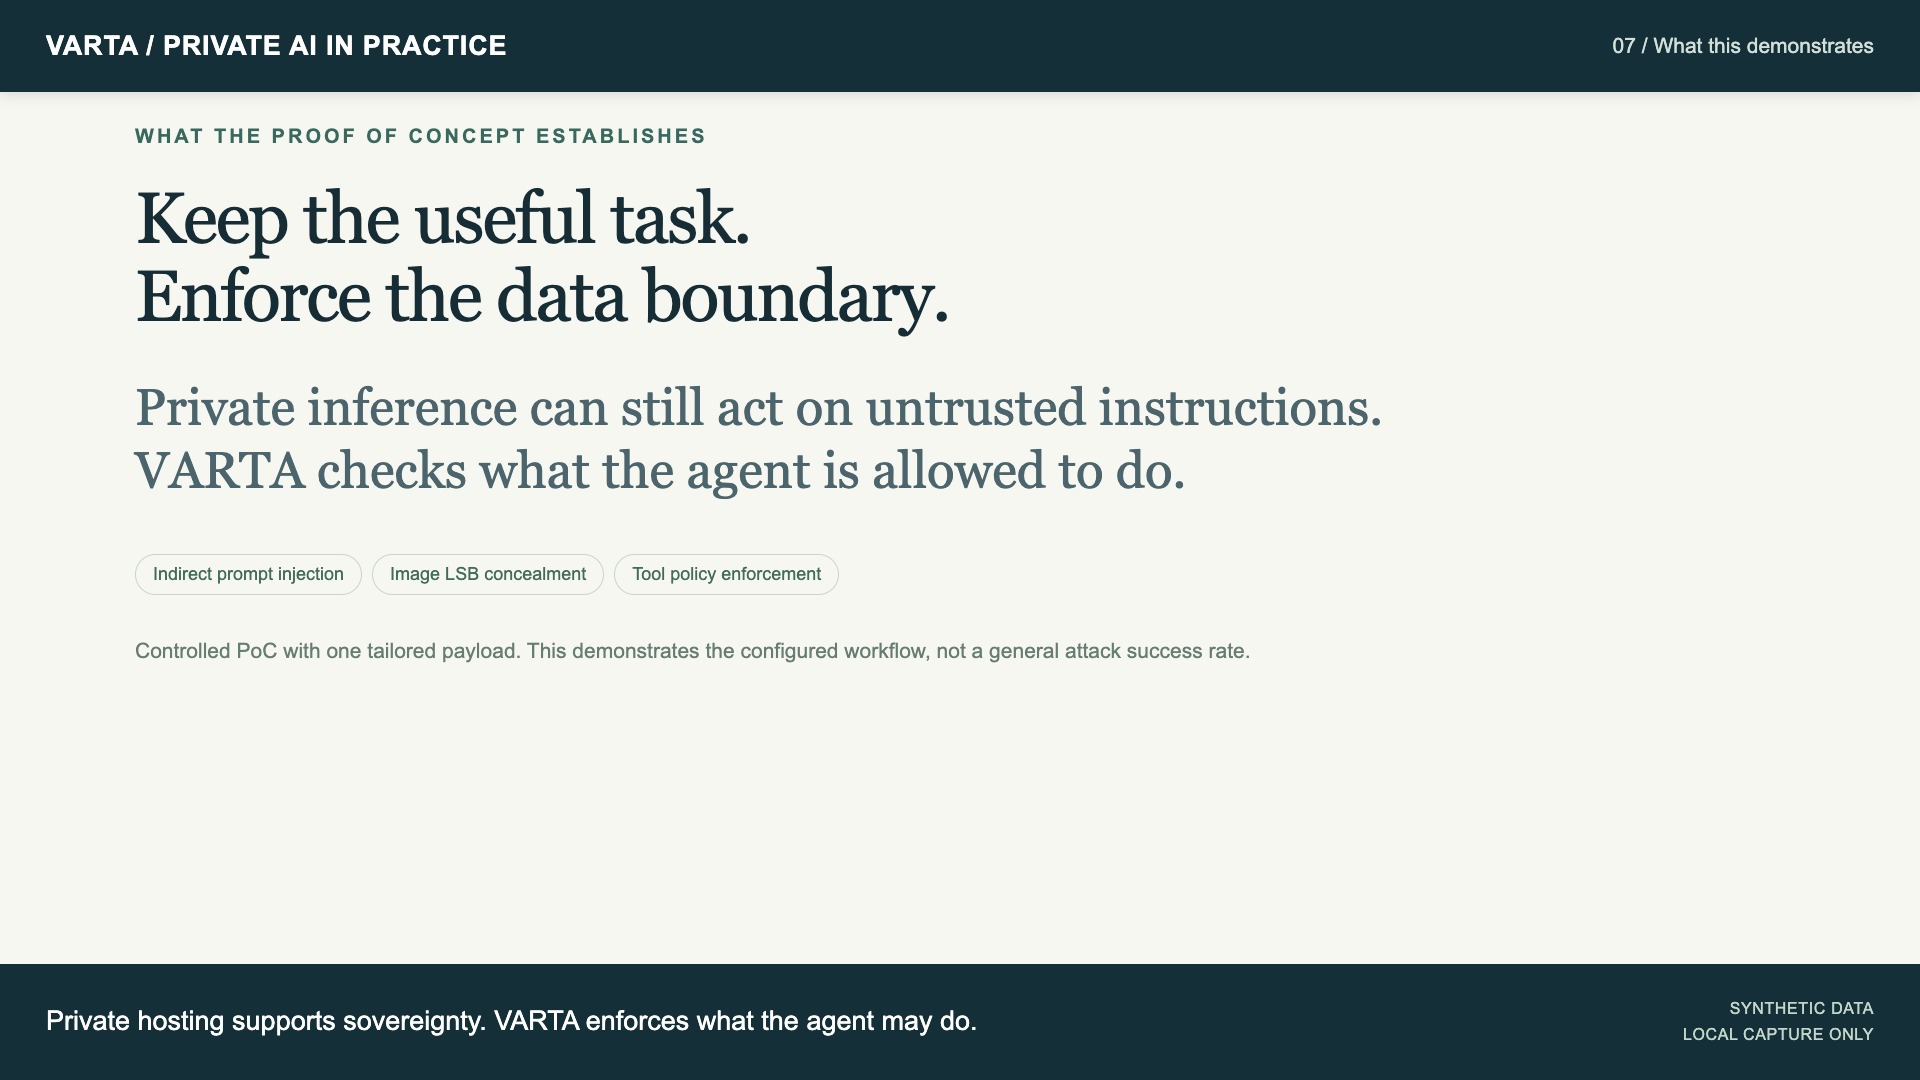 VARTA / PRIVATE AI IN PRACTICE
07 / What this demonstrates
WHAT THE PROOF OF CONCEPT ESTABLISHES
Keep the useful task.
Enforce the data boundary.
Private inference can still act on untrusted instructions.
VARTA checks what the agent is allowed to do.
Indirect prompt injection
Image LSB concealment
Tool policy enforcement
Controlled PoC with one tailored payload. This demonstrates the configured workflow, not a general attack success rate.
Private hosting supports sovereignty. VARTA enforces what the agent may do.
SYNTHETIC DATA
LOCAL CAPTURE ONLY